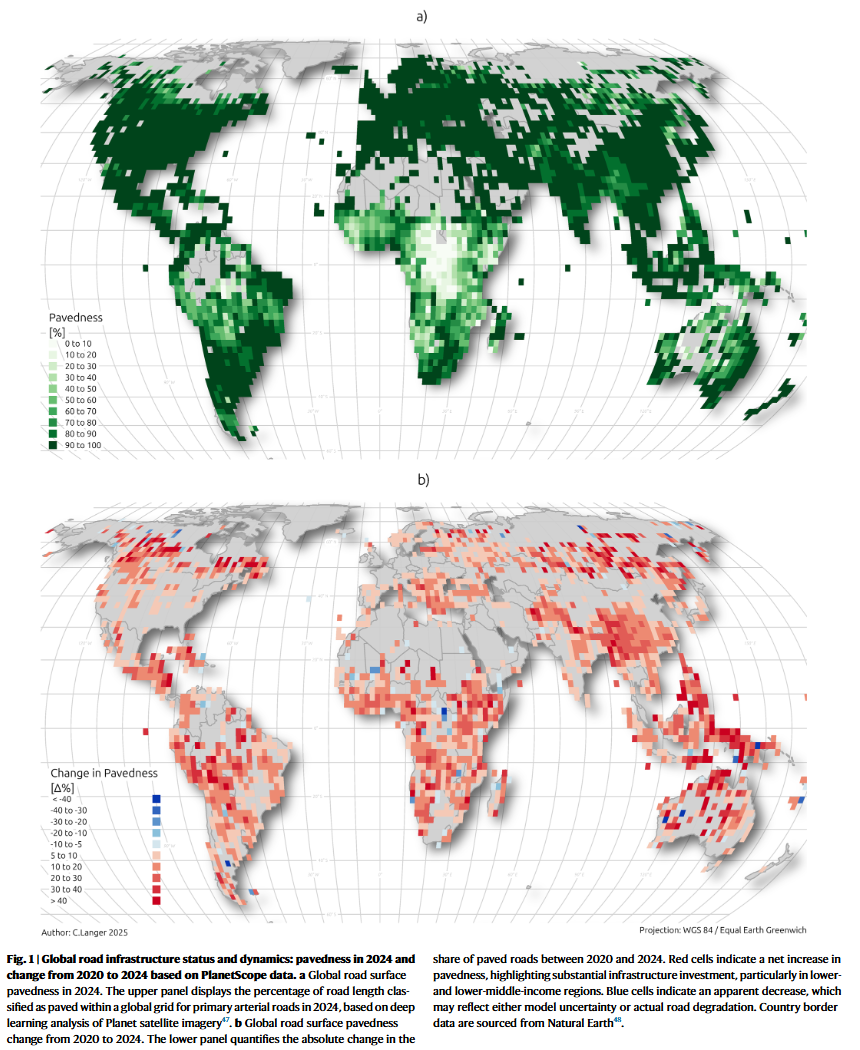 a)
Pavedness
[%]
0 to 10
10 to 20
20 to 30
30 to 40
40 to 50
50 to 60
60 to 70
70 to 80
80 to 90
90 to 100
b)
Change in Pavedness
[Δ%]
< -40
-40 to -30
-30 to -20
-20 to -10
-10 to -5
5 to 10
10 to 20
20 to 30
30 to 40
> 40
Author: C.Langer 2025
Projection: WGS 84 / Equal Earth Greenwich
Fig. 1 | Global road infrastructure status and dynamics: pavedness in 2024 and
change from 2020 to 2024 based on PlanetScope data. a Global road surface
pavedness in 2024. The upper panel displays the percentage of road length clas-
sified as paved within a global grid for primary arterial roads in 2024, based on deep
learning analysis of Planet satellite imagery47. b Global road surface pavedness
change from 2020 to 2024. The lower panel quantifies the absolute change in the
share of paved roads between 2020 and 2024. Red cells indicate a net increase in
pavedness, highlighting substantial infrastructure investment, particularly in lower-
and lower-middle-income regions. Blue cells indicate an apparent decrease, which
may reflect either model uncertainty or actual road degradation. Country border
data are sourced from Natural Earth48.